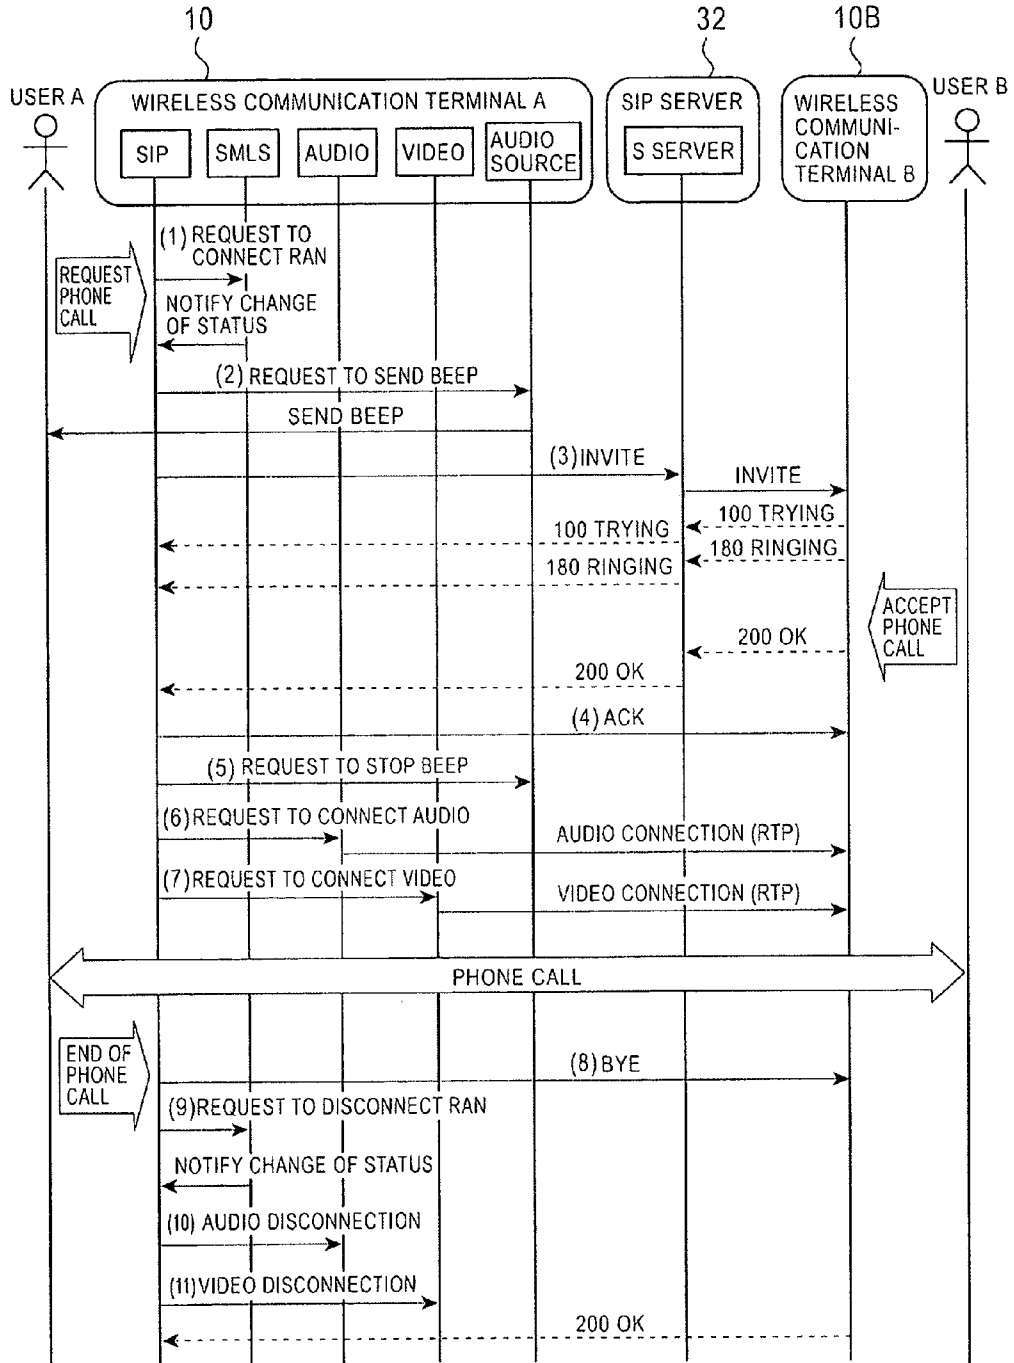 10
32
10B
USER A
WIRELESS COMMUNICATION TERMINAL A
SIP
SMLS
AUDIO
VIDEO
AUDIO
SOURCE
SIP SERVER
S SERVER
WIRELESS
COMMUNI-
CATION
TERMINAL B
USER B
(1) REQUEST TO
CONNECT RAN
REQUEST
PHONE
CALL
NOTIFY CHANGE
OF STATUS
(2) REQUEST TO SEND BEEP
SEND BEEP
(3) INVITE
INVITE
100 TRYING
100 TRYING
180 RINGING
180 RINGING
ACCEPT
PHONE
CALL
200 OK
200 OK
(4) ACK
(5) REQUEST TO STOP BEEP
(6) REQUEST TO CONNECT AUDIO
AUDIO CONNECTION (RTP)
(7) REQUEST TO CONNECT VIDEO
VIDEO CONNECTION (RTP)
PHONE CALL
END OF
PHONE
CALL
(8) BYE
(9) REQUEST TO DISCONNECT RAN
NOTIFY CHANGE OF STATUS
(10) AUDIO DISCONNECTION
(11) VIDEO DISCONNECTION
200 OK